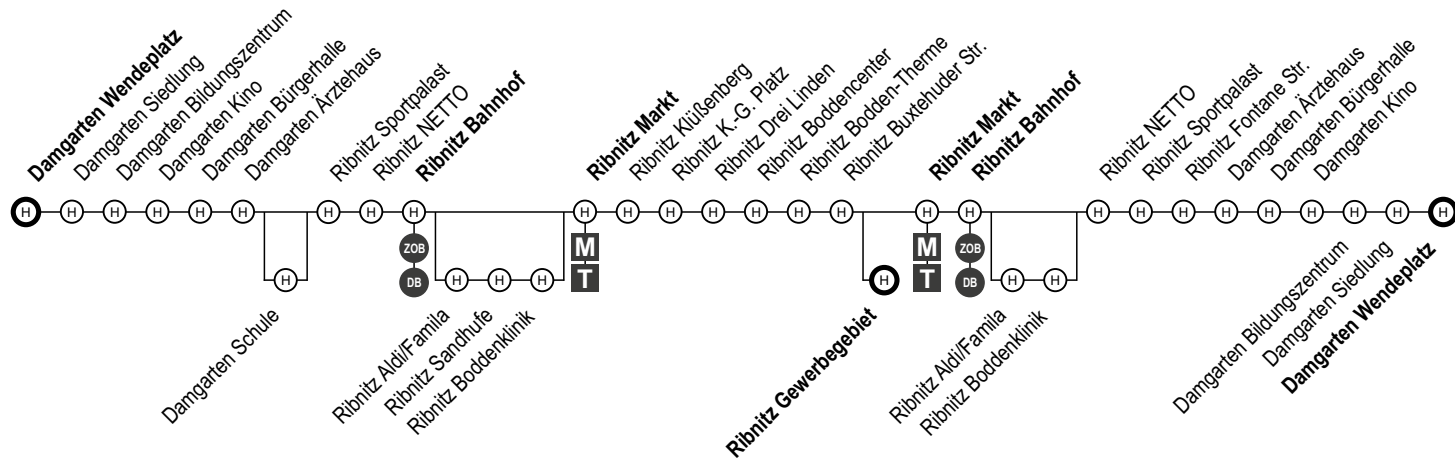 Damgarten Wendeplatz
Damgarten Siedlung
Damgarten Bildungszentrum
Damgarten Kino
Damgarten Bürgerhalle
Damgarten Ärztehaus
Ribnitz Sportpalast
Ribnitz NETTO
Ribnitz Bahnhof
Ribnitz Markt
Ribnitz Klüßenberg
Ribnitz K.-G. Platz
Ribnitz Drei Linden
Ribnitz Boddencenter
Ribnitz Bodden-Therme
Ribnitz Buxtehuder Str.
Ribnitz Markt
Ribnitz Bahnhof
Ribnitz NETTO
Ribnitz Sportpalast
Ribnitz Fontane Str.
Damgarten Ärztehaus
Damgarten Bürgerhalle
Damgarten Kino
H H H H H H H H H H H H H H H H H H H H H H H H H H H
ZOB M M ZOB
DB H H H H T H T DB H H
Damgarten Schule
Ribnitz Aldi/Famila
Ribnitz Sandhufe
Ribnitz Boddenklinik
Ribnitz Gewerbegebiet
Ribnitz Aldi/Famila
Ribnitz Boddenklinik
Damgarten Bildungszentrum
Damgarten Siedlung
Damgarten Wendeplatz